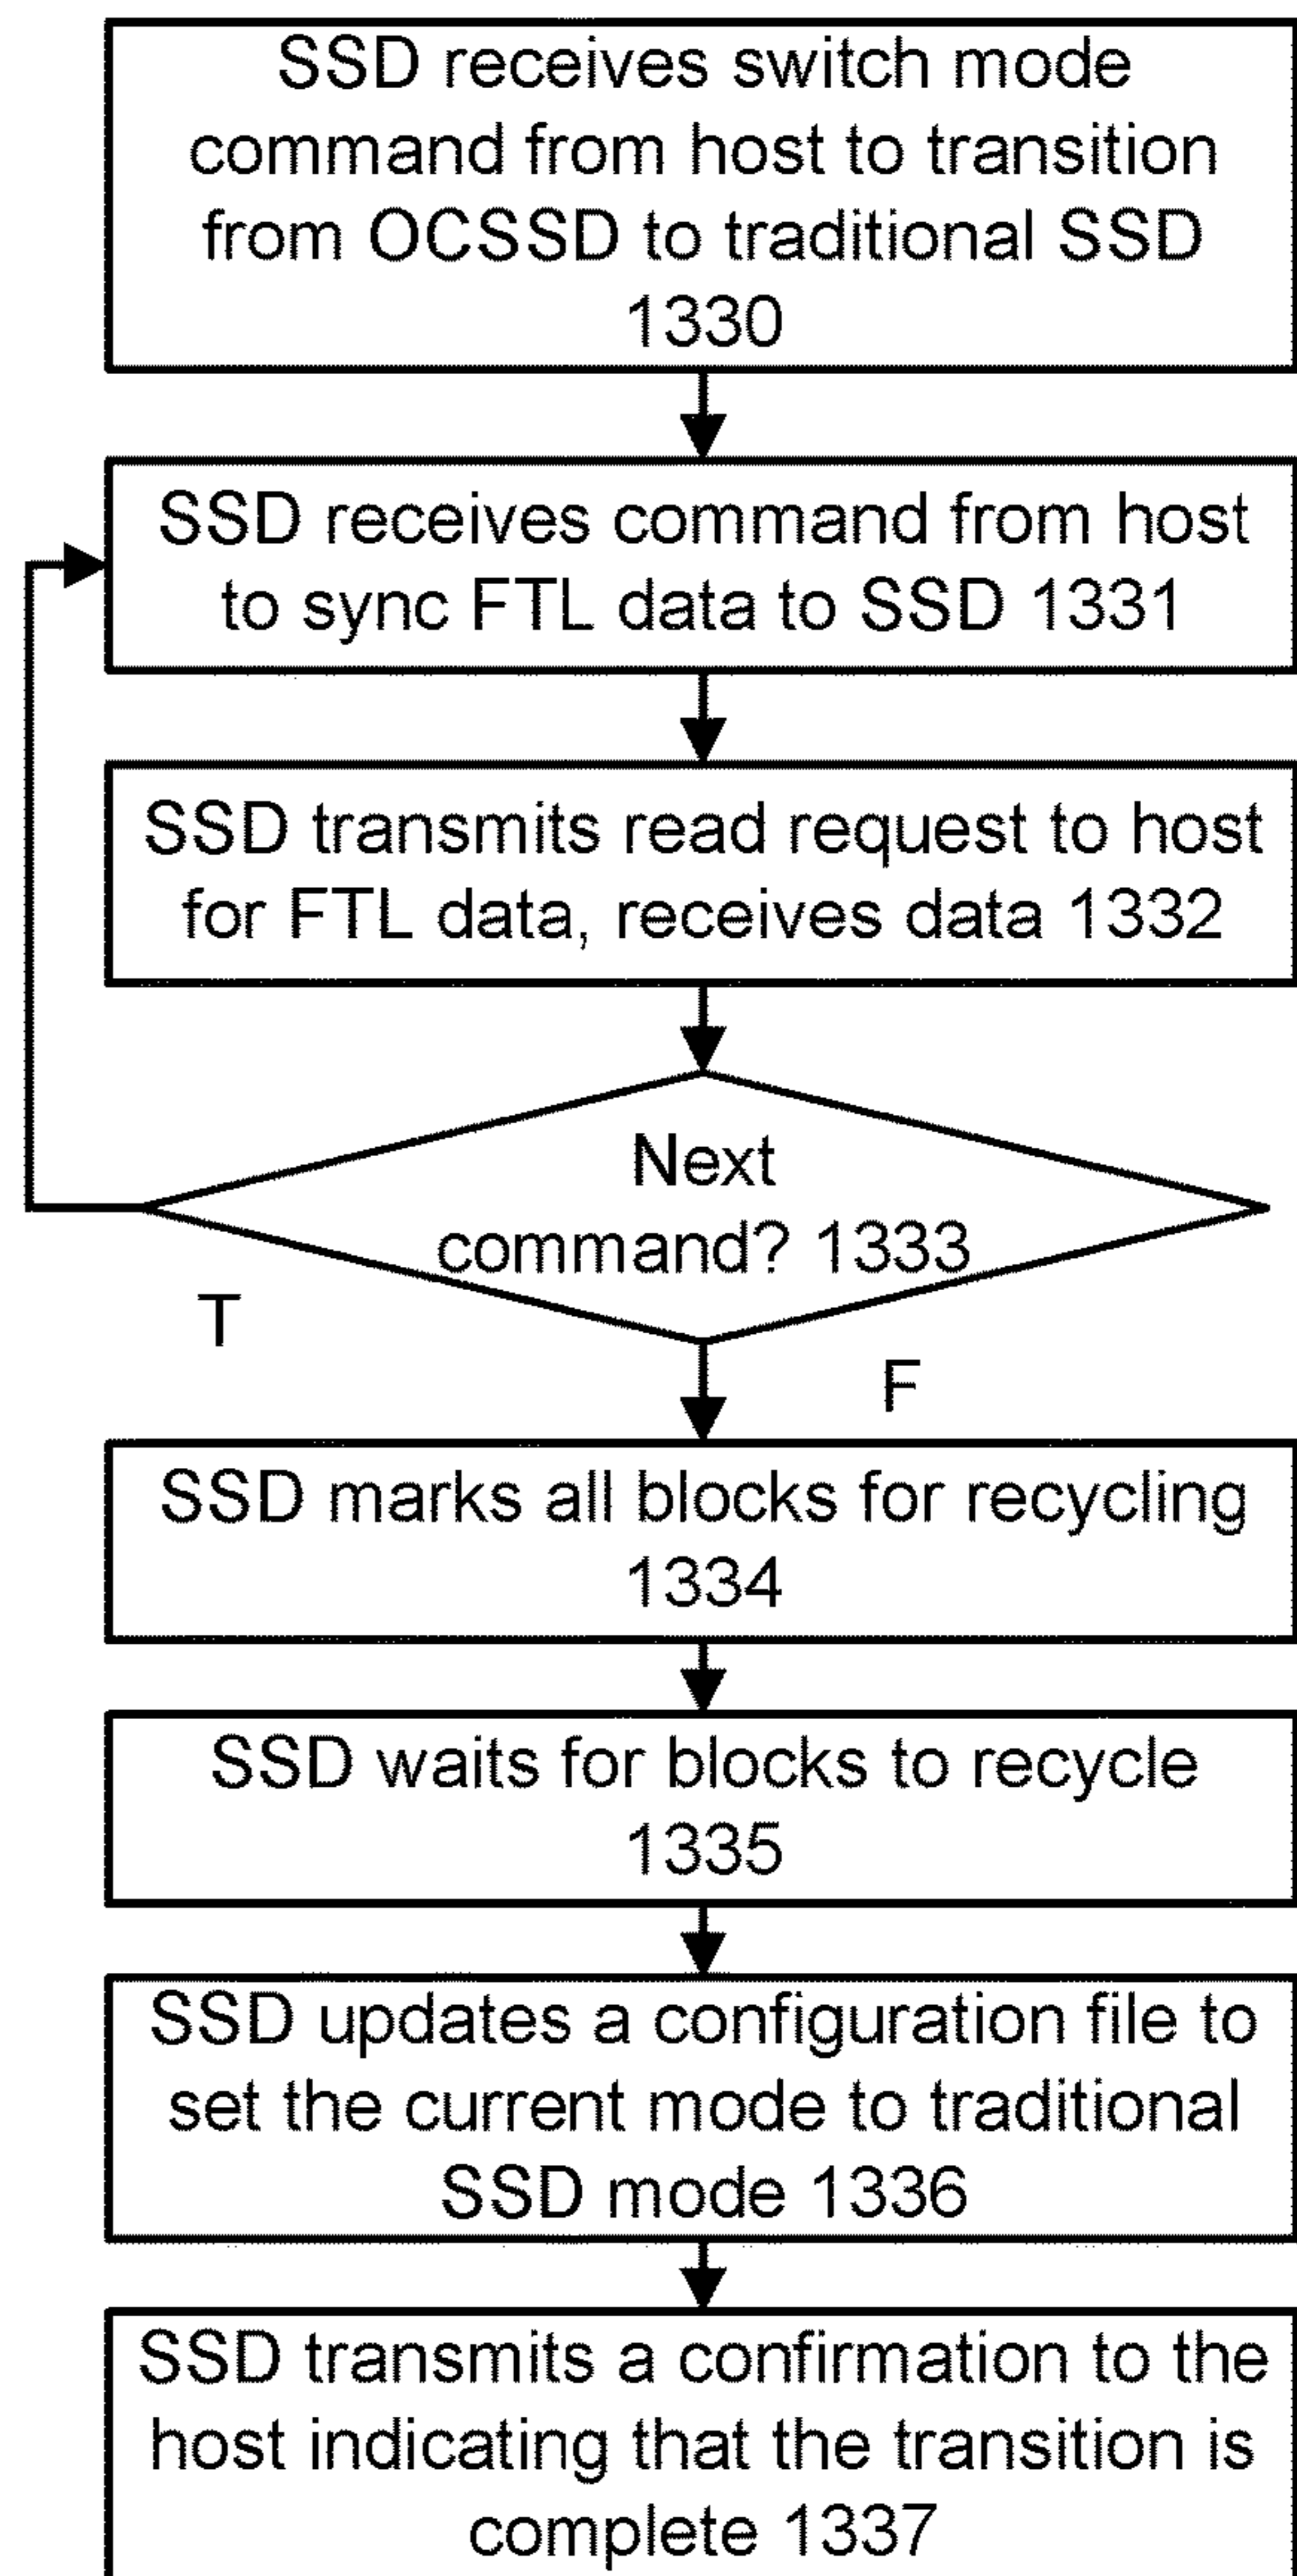 SSD receives switch mode
command from host to transition
from OCSSD to traditional SSD
1330
SSD receives command from host
to sync FTL data to SSD 1331
SSD transmits read request to host
for FTL data, receives data 1332
Next
command? 1333
T
F
SSD marks all blocks for recycling
1334
SSD waits for blocks to recycle
1335
SSD updates a configuration file to
set the current mode to traditional
SSD mode 1336
SSD transmits a confirmation to the
host indicating that the transition is
complete 1337